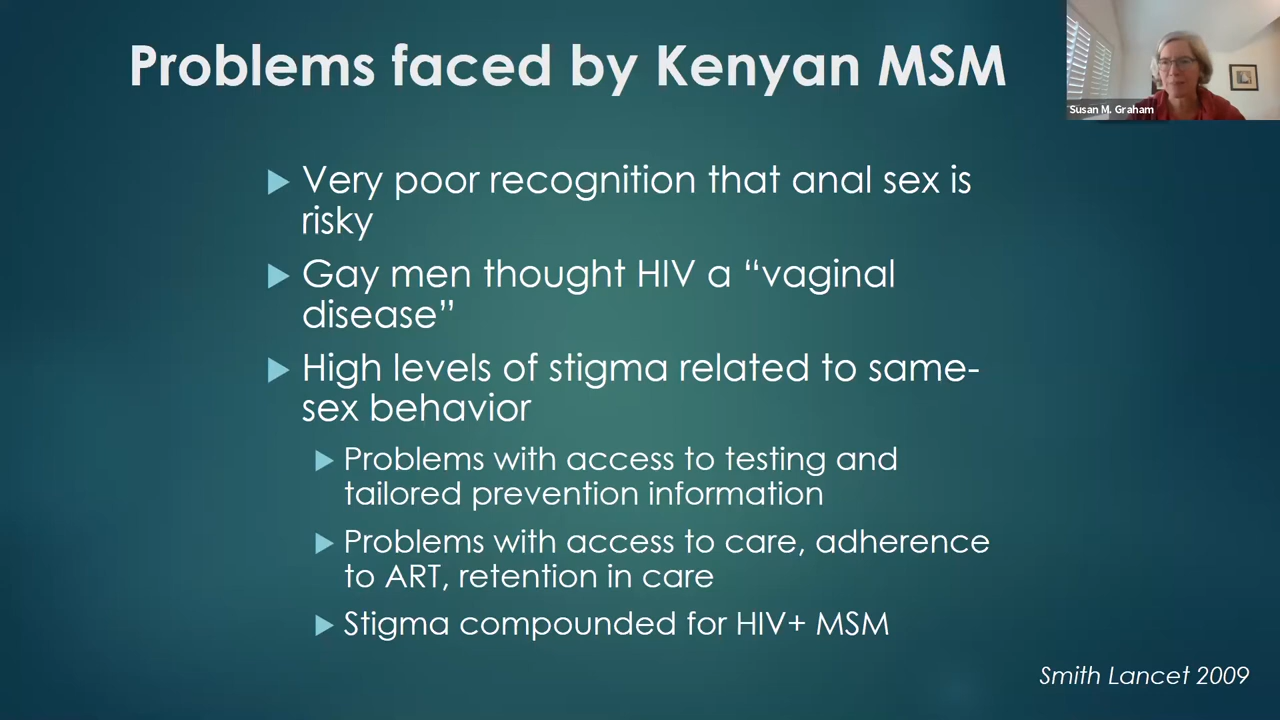 Problems faced by Kenyan MSM
Susan M. Graham
Very poor recognition that anal sex is
risky
Gay men thought HIV a “vaginal
disease”
High levels of stigma related to same-
sex behavior
Problems with access to testing and
tailored prevention information
Problems with access to care, adherence
to ART, retention in care
Stigma compounded for HIV+ MSM
Smith Lancet 2009